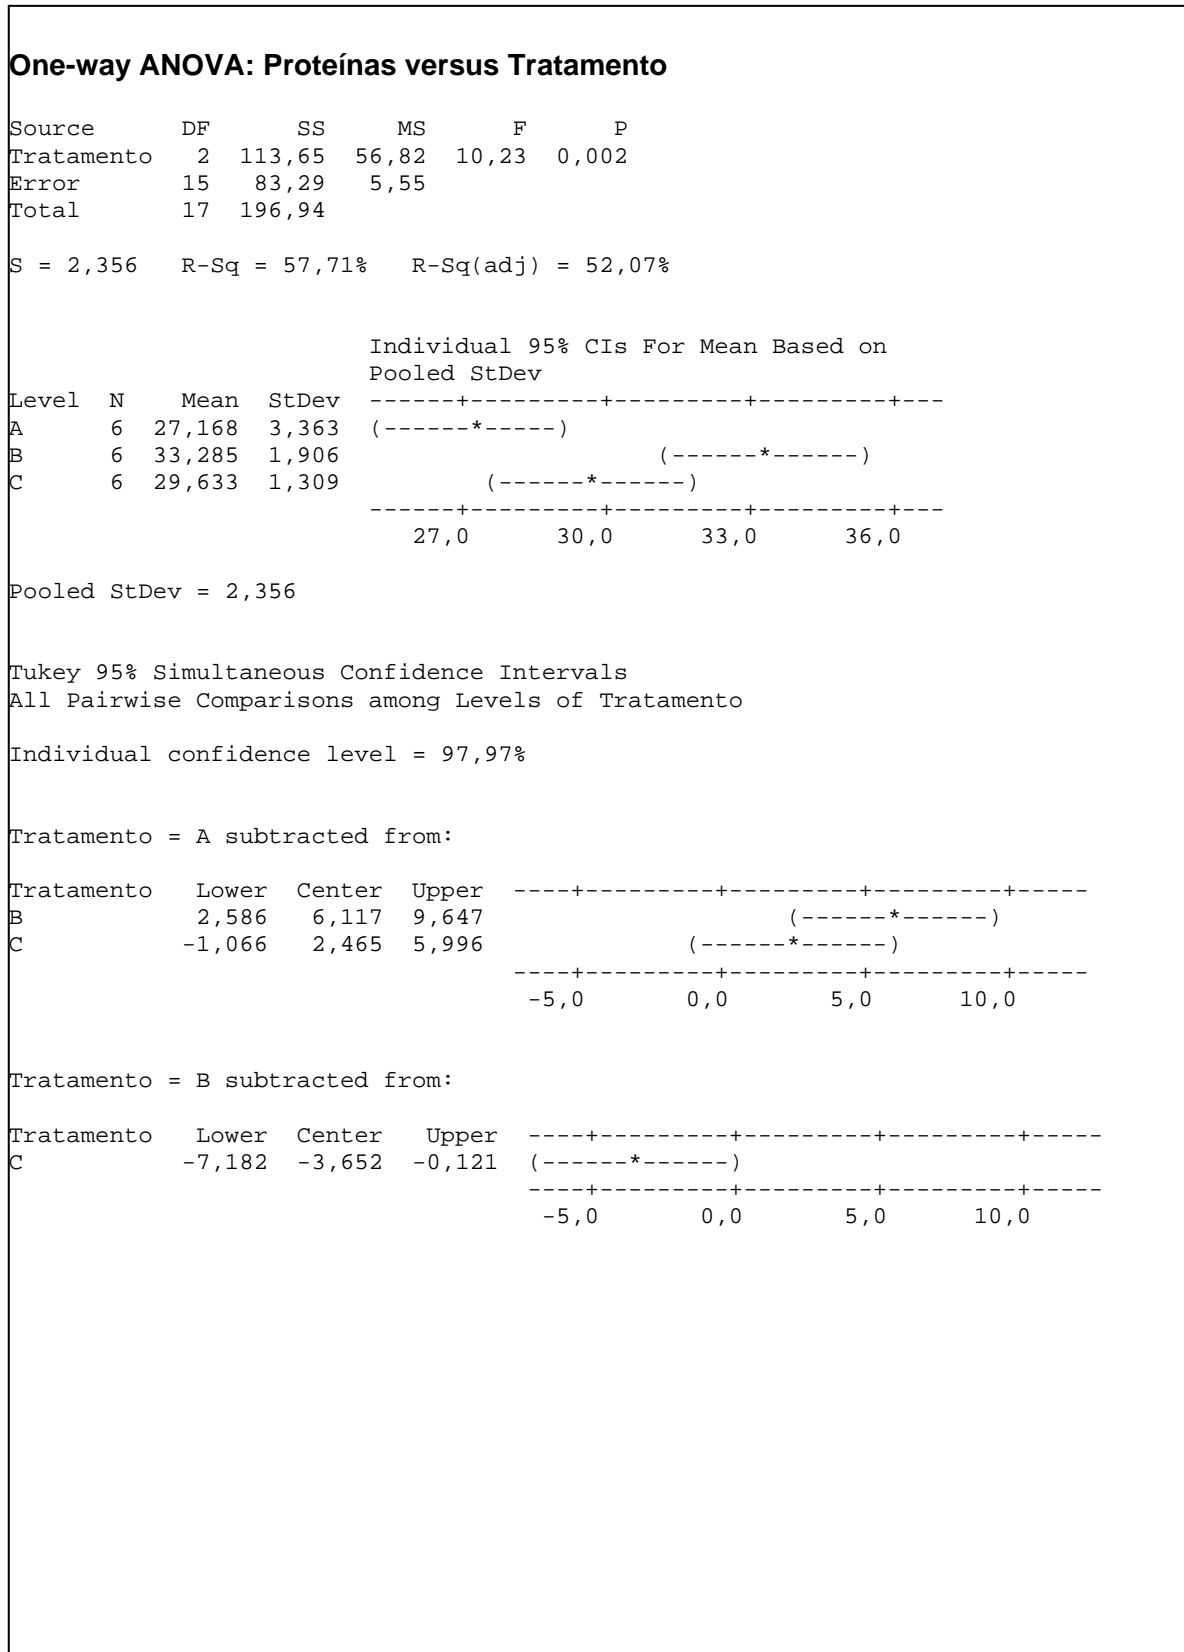 One-way ANOVA: Proteínas versus Tratamento
Source       DF      SS     MS      F      P
Tratamento   2  113,65  56,82  10,23  0,002
Error       15   83,29   5,55
Total       17  196,94
S = 2,356   R-Sq = 57,71%   R-Sq(adj) = 52,07%
Individual 95% CIs For Mean Based on
Pooled StDev
Level  N    Mean  StDev  ------+---------+---------+---------+---
A      6  27,168  3,363  (------*-----)
B      6  33,285  1,906                      (------*------)
C      6  29,633  1,309          (------*------)
------+---------+---------+---------+---
27,0      30,0      33,0      36,0
Pooled StDev = 2,356
Tukey 95% Simultaneous Confidence Intervals
All Pairwise Comparisons among Levels of Tratamento
Individual confidence level = 97,97%
Tratamento = A subtracted from:
Tratamento   Lower  Center  Upper  ----+---------+---------+---------+-----
B            2,586   6,117  9,647                     (------*------)
C           -1,066   2,465  5,996              (------*------)
----+---------+---------+---------+-----
-5,0       0,0       5,0      10,0
Tratamento = B subtracted from:
Tratamento   Lower  Center   Upper  ----+---------+---------+---------+-----
C           -7,182  -3,652  -0,121  (------*------)
----+---------+---------+---------+-----
-5,0       0,0       5,0      10,0